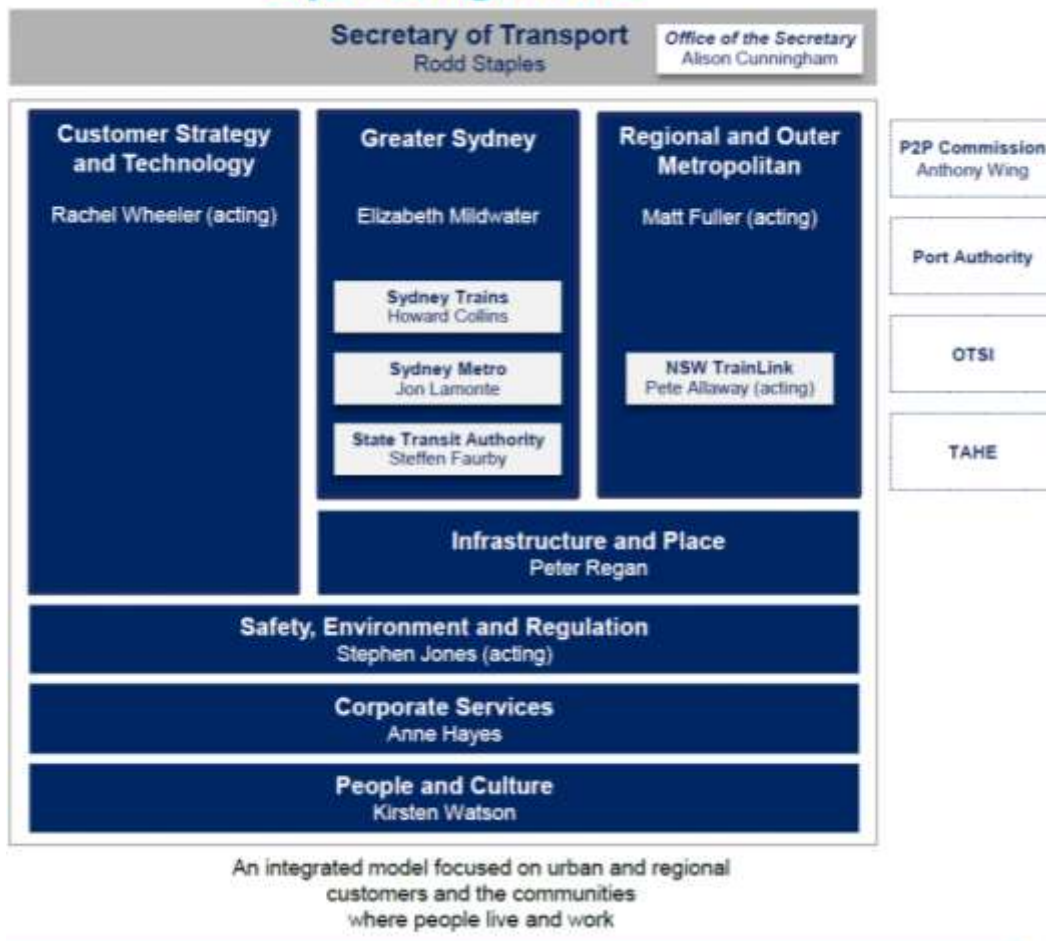 Secretary of Transport
Rodd Staples
Office of the Secretary
Alison Cunningham
Customer Strategy
and Technology
Rachel Wheeler (acting)
Greater Sydney
Elizabeth Mildwater
Sydney Trains
Howard Collins
Sydney Metro
Jon Lamonte
State Transit Authority
Steffen Faurby
Regional and Outer
Metropolitan
Matt Fuller (acting)
NSW TrainLink
Pete Allaway (acting)
P2P Commission
Anthony Wing
Port Authority
OTSI
TAHE
Infrastructure and Place
Peter Regan
Safety, Environment and Regulation
Stephen Jones (acting)
Corporate Services
Anne Hayes
People and Culture
Kirsten Watson
An integrated model focused on urban and regional
customers and the communities
where people live and work